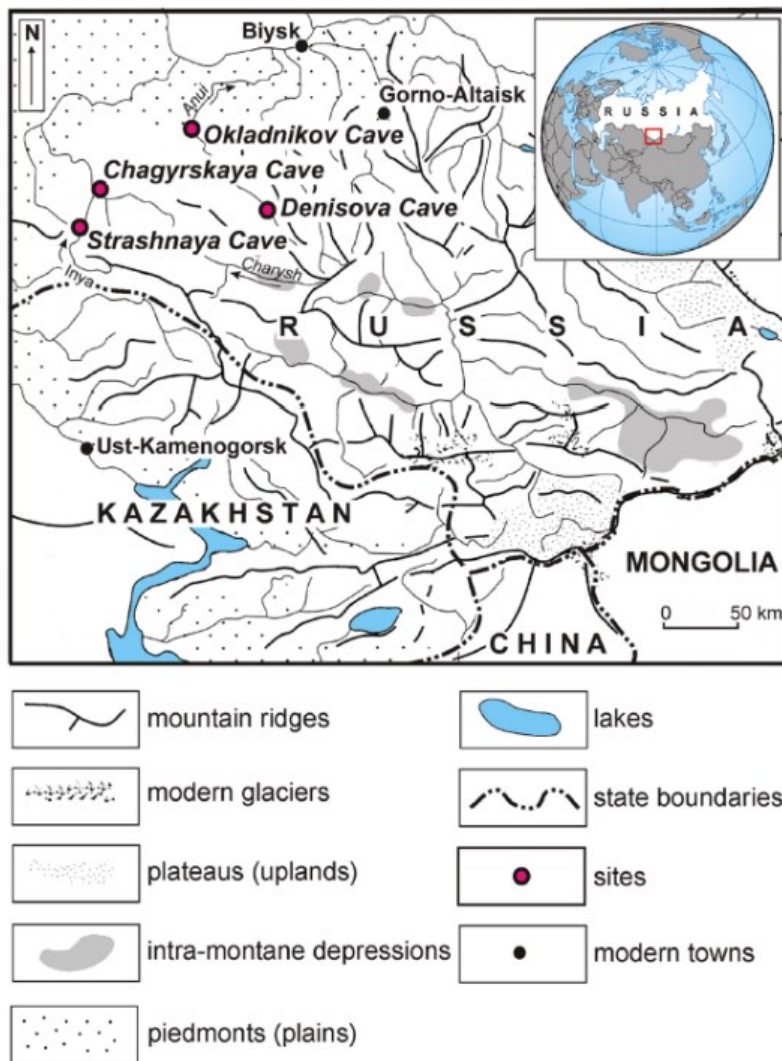 N
Biysk
Anui
Gorno-Altaisk
RUSSIA
Okladnikov Cave
Chagyrskaya Cave
Denisova Cave
Strashnaya Cave
Charysh
Inya
RUSSIA
Ust-Kamenogorsk
KAZAKHSTAN
MONGOLIA
0 50 km
CHINA
mountain ridges
lakes
modern glaciers
state boundaries
plateaus (uplands)
sites
intra-montane depressions
modern towns
piedmonts (plains)